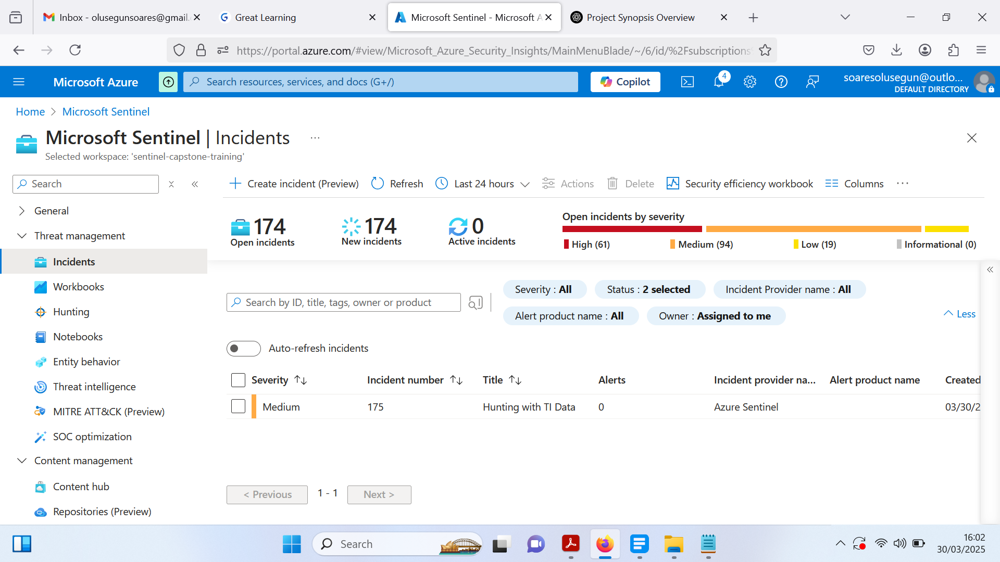 Inbox - olusegunsoares@gmail.
Great Learning
Microsoft Sentinel - Microsoft A
Project Synopsis Overview
https://portal.azure.com/#view/Microsoft_Azure_Security_Insights/MainMenuBlade/~/6/id/%2Fsubscriptions
Microsoft Azure
Search resources, services, and docs (G+/)
Copilot
4
soaresolusegun@outlo...
DEFAULT DIRECTORY
Home > Microsoft Sentinel
Microsoft Sentinel | Incidents ...
Selected workspace: 'sentinel-capstone-training'
Search
General
Threat management
Incidents
Workbooks
Hunting
Notebooks
Entity behavior
Threat intelligence
MITRE ATT&CK (Preview)
SOC optimization
Content management
Content hub
Repositories (Preview)
Create incident (Preview) Refresh Last 24 hours Actions Delete Security efficiency workbook Columns ...
174
Open incidents
174
New incidents
0
Active incidents
Open incidents by severity
High (61) Medium (94) Low (19) Informational (0)
Search by ID, title, tags, owner or product
Severity : All Status : 2 selected Incident Provider name : All
Alert product name : All Owner : Assigned to me
Less
Auto-refresh incidents
Severity Incident number Title Alerts Incident provider na... Alert product name Created
Medium 175 Hunting with TI Data 0 Azure Sentinel 03/30/2
< Previous 1 - 1 Next >
Search
16:02
30/03/2025